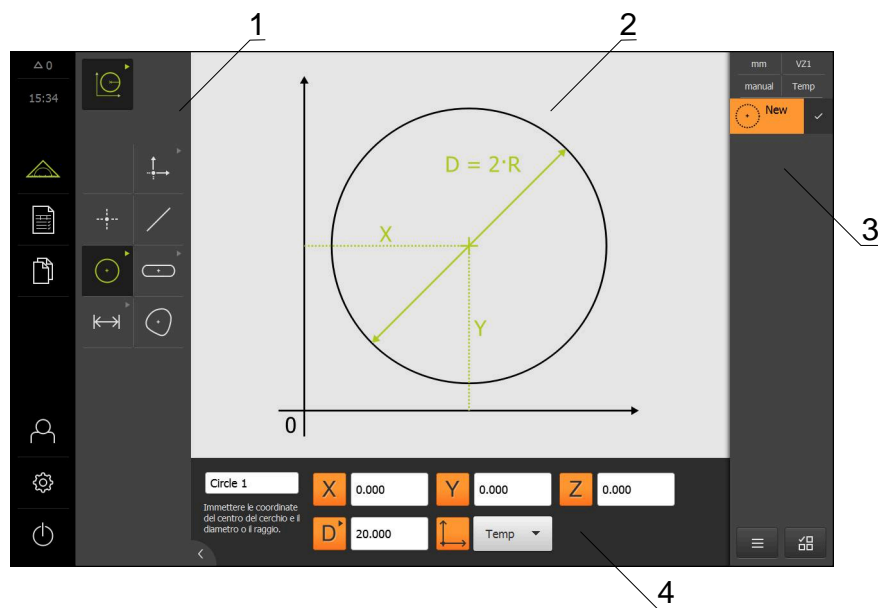 1
2
3
4
0
15:34
D = 2·R
X
Y
0
mm VZ1
manual Temp
New
Circle 1
Immettere le coordinate
del centro del cerchio e il
diametro o il raggio.
X 0.000 Y 0.000 Z 0.000
D 20.000 Temp